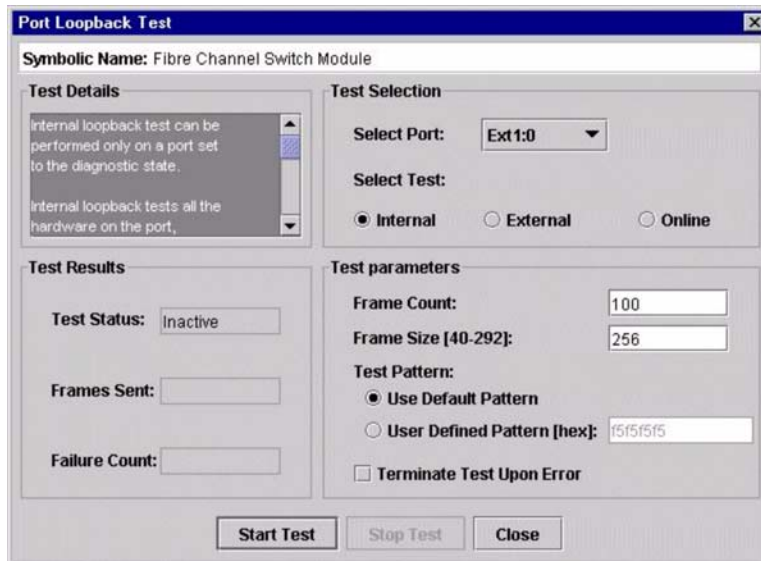 Port Loopback Test
Symbolic Name: Fibre Channel Switch Module
Test Details
Internal loopback test can be
performed only on a port set
to the diagnostic state.
Internal loopback tests all the
hardware on the port,
Test Selection
Select Port: Ext1:0
Select Test:
Internal External Online
Test Results
Test Status: Inactive
Frames Sent:
Failure Count:
Test parameters
Frame Count: 100
Frame Size [40-292]: 256
Test Pattern:
Use Default Pattern
User Defined Pattern [hex]: f5f5f5f5
Terminate Test Upon Error
Start Test Stop Test Close